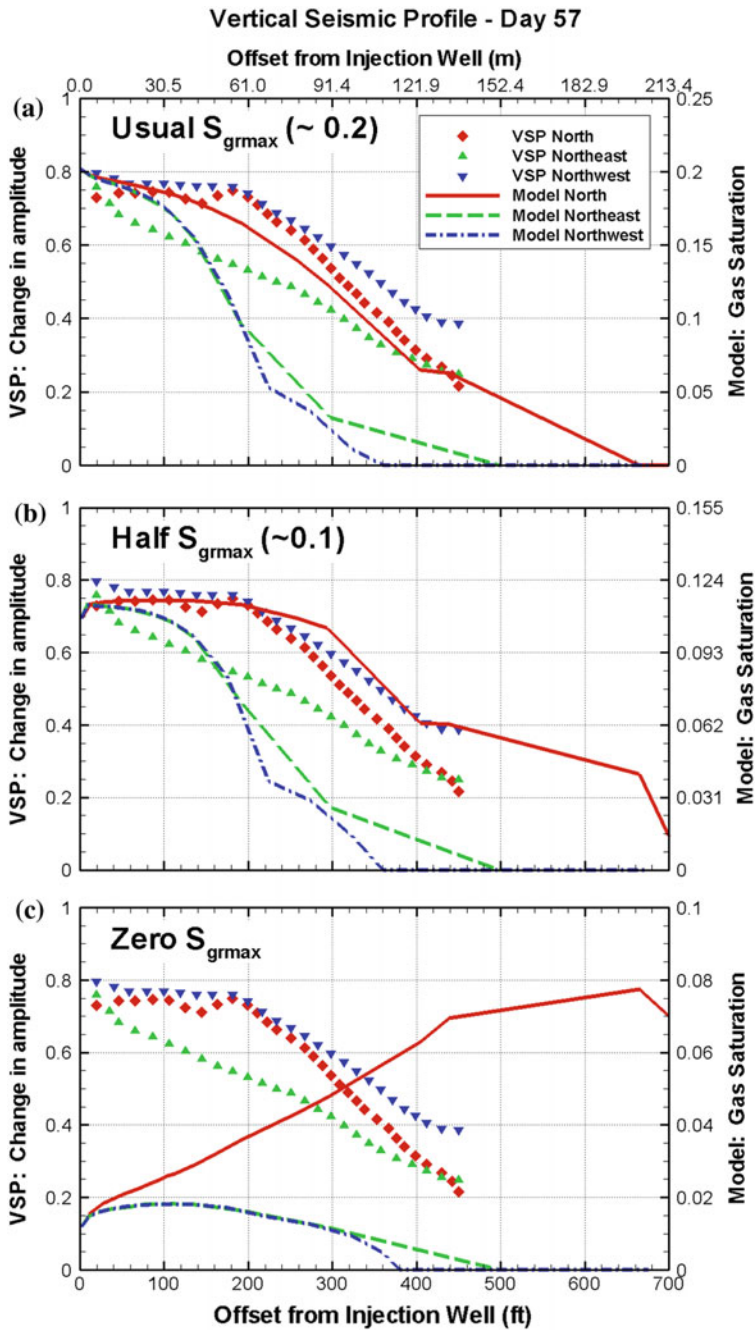 Vertical Seismic Profile - Day 57
Offset from Injection Well (m)
0.0 30.5 61.0 91.4 121.9 152.4 182.9 213.4
(a)
Usual Sgrmax (~ 0.2)
VSP North
VSP Northeast
VSP Northwest
Model North
Model Northeast
Model Northwest
VSP: Change in amplitude
1
0.8
0.6
0.4
0.2
0
Model: Gas Saturation
0.25
0.2
0.15
0.1
0.05
0
(b)
Half Sgrmax (~0.1)
VSP: Change in amplitude
1
0.8
0.6
0.4
0.2
0
Model: Gas Saturation
0.155
0.124
0.093
0.062
0.031
0
(c)
Zero Sgrmax
VSP: Change in amplitude
1
0.8
0.6
0.4
0.2
0
Model: Gas Saturation
0.1
0.08
0.06
0.04
0.02
0
0 100 200 300 400 500 600 700
Offset from Injection Well (ft)